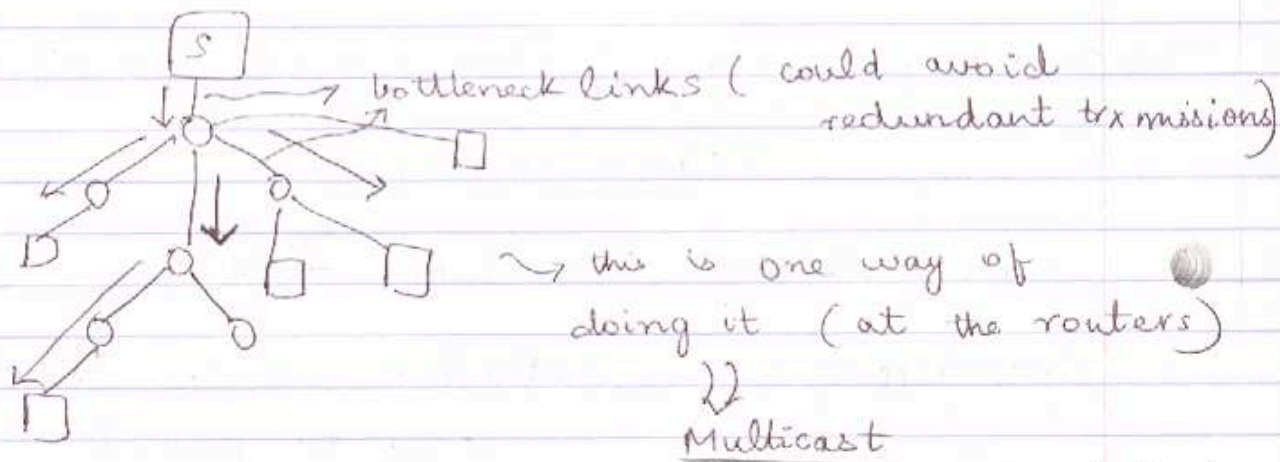 S
bottleneck links ( could avoid
redundant trxmissions)
this is one way of
doing it ( at the routers)
Multicast